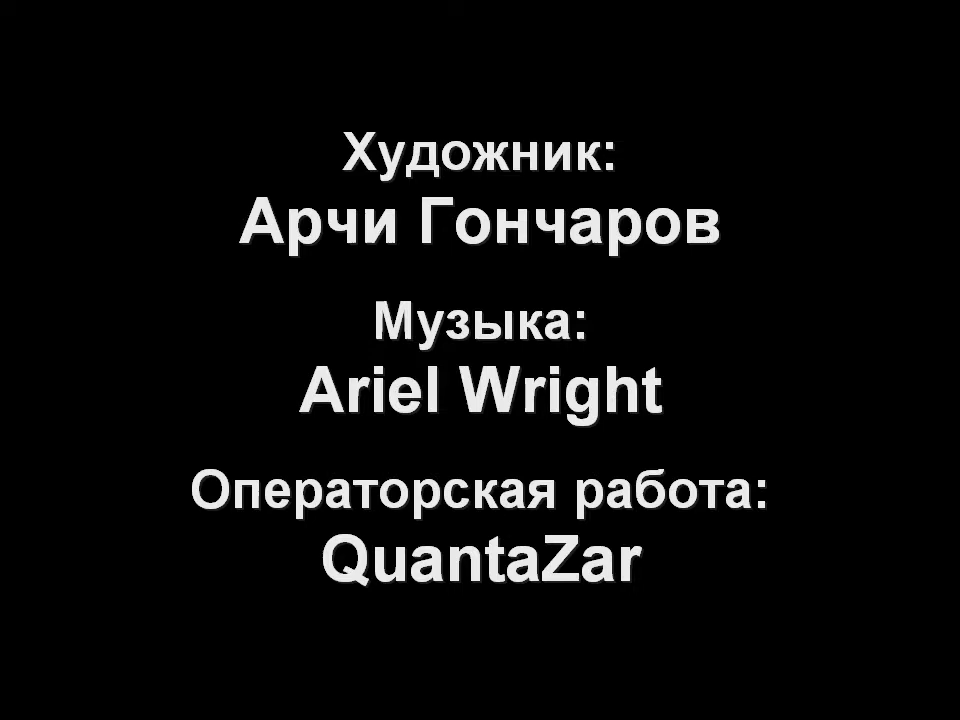 Художник:
Арчи Гончаров
Музыка:
Ariel Wright
Операторская работа:
QuantaZar